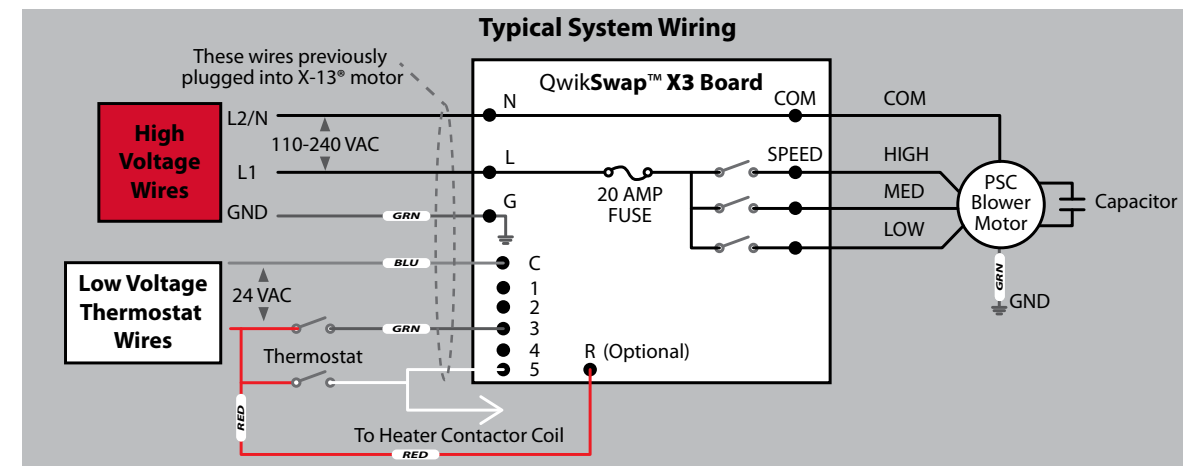 Typical System Wiring
These wires previously
plugged into X-13® motor
QwikSwap™ X3 Board
High
Voltage
Wires
L2/N
110-240 VAC
L1
GND
GRN
N
L
G
20 AMP
FUSE
COM
SPEED
COM
HIGH
MED
LOW
PSC
Blower
Motor
Capacitor
GRN
GND
Low Voltage
Thermostat
Wires
BLU
24 VAC
GRN
Thermostat
C
1
2
3
4
5
R (Optional)
RED
To Heater Contactor Coil
RED